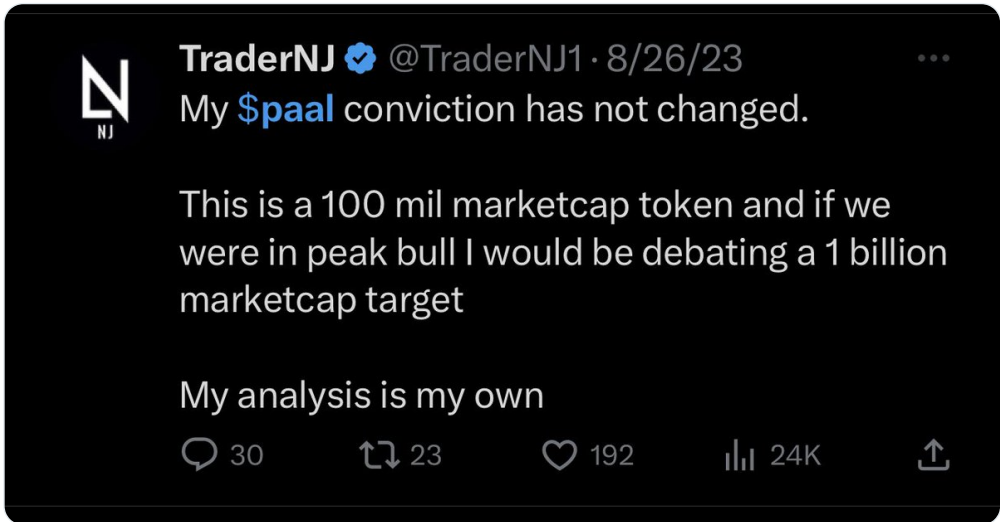 TraderNJ @TraderNJ1 · 8/26/23
NJ
My $paal conviction has not changed.
This is a 100 mil marketcap token and if we
were in peak bull I would be debating a 1 billion
marketcap target
My analysis is my own
30 23 192 24K